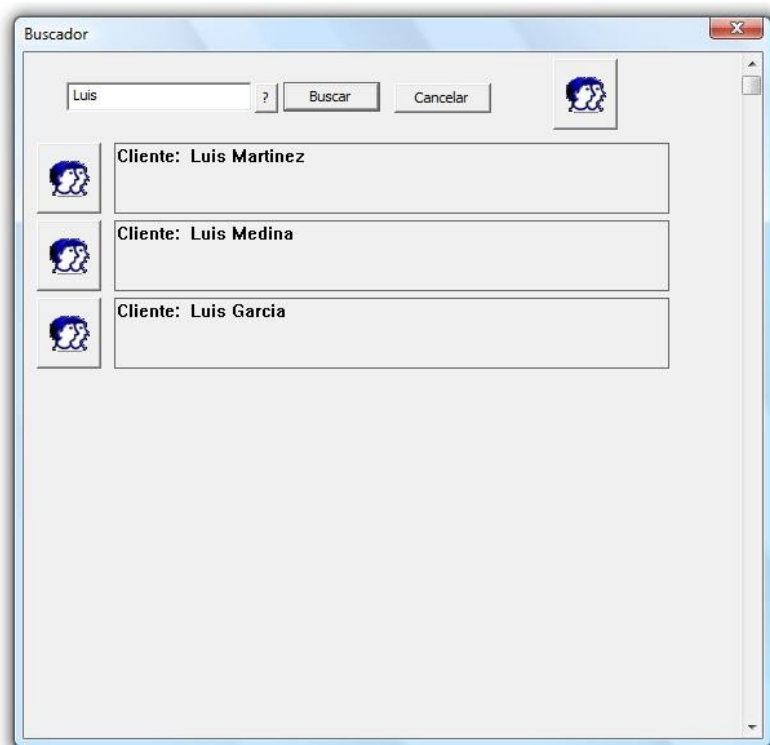 Buscador
Luis ? Buscar Cancelar
Cliente: Luis Martinez
Cliente: Luis Medina
Cliente: Luis Garcia